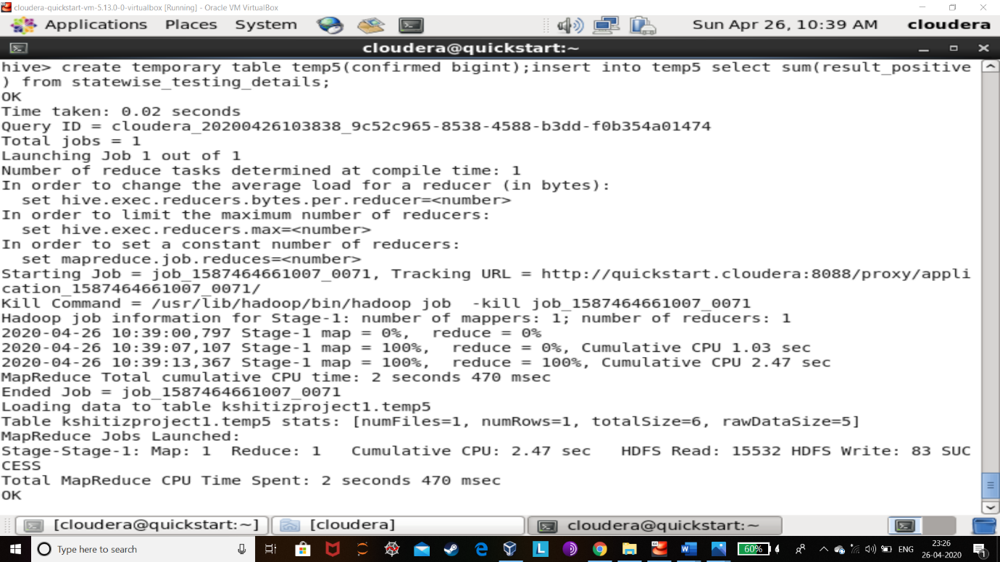 cloudera-quickstart-vm-5.13.0-0-virtualbox [Running] - Oracle VM VirtualBox
Applications Places System Sun Apr 26, 10:39 AM cloudera
cloudera@quickstart:~
hive> create temporary table temp5(confirmed bigint);insert into temp5 select sum(result_positive
) from statewise_testing_details;
OK
Time taken: 0.02 seconds
Query ID = cloudera_20200426103838_9c52c965-8538-4588-b3dd-f0b354a01474
Total jobs = 1
Launching Job 1 out of 1
Number of reduce tasks determined at compile time: 1
In order to change the average load for a reducer (in bytes):
  set hive.exec.reducers.bytes.per.reducer=<number>
In order to limit the maximum number of reducers:
  set hive.exec.reducers.max=<number>
In order to set a constant number of reducers:
  set mapreduce.job.reduces=<number>
Starting Job = job_1587464661007_0071, Tracking URL = http://quickstart.cloudera:8088/proxy/appli
cation_1587464661007_0071/
Kill Command = /usr/lib/hadoop/bin/hadoop job  -kill job_1587464661007_0071
Hadoop job information for Stage-1: number of mappers: 1; number of reducers: 1
2020-04-26 10:39:00,797 Stage-1 map = 0%,  reduce = 0%
2020-04-26 10:39:07,107 Stage-1 map = 100%,  reduce = 0%, Cumulative CPU 1.03 sec
2020-04-26 10:39:13,367 Stage-1 map = 100%,  reduce = 100%, Cumulative CPU 2.47 sec
MapReduce Total cumulative CPU time: 2 seconds 470 msec
Ended Job = job_1587464661007_0071
Loading data to table kshitizproject1.temp5
Table kshitizproject1.temp5 stats: [numFiles=1, numRows=1, totalSize=6, rawDataSize=5]
MapReduce Jobs Launched:
Stage-Stage-1: Map: 1  Reduce: 1   Cumulative CPU: 2.47 sec   HDFS Read: 15532 HDFS Write: 83 SUC
CESS
Total MapReduce CPU Time Spent: 2 seconds 470 msec
OK
[cloudera@quickstart:~] [cloudera] cloudera@quickstart:~
Type here to search 60% ENG 23:26
26-04-2020 1